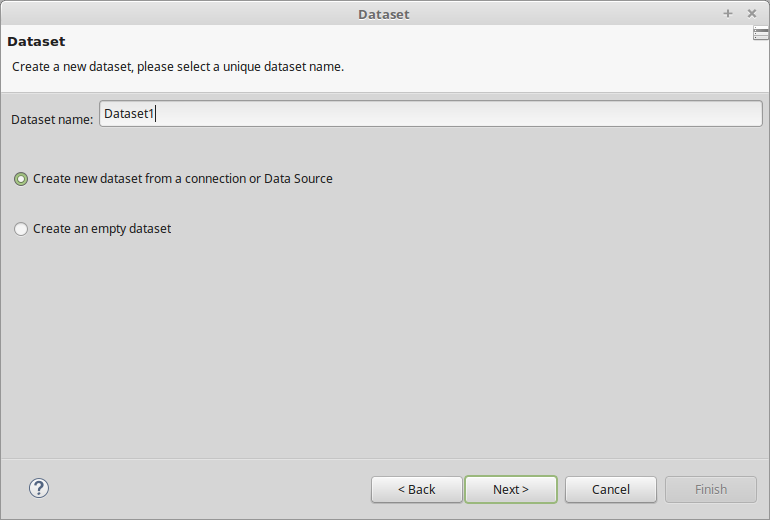 Dataset
Dataset
Create a new dataset, please select a unique dataset name.
Dataset name: Dataset1
Create new dataset from a connection or Data Source
Create an empty dataset
? < Back Next > Cancel Finish